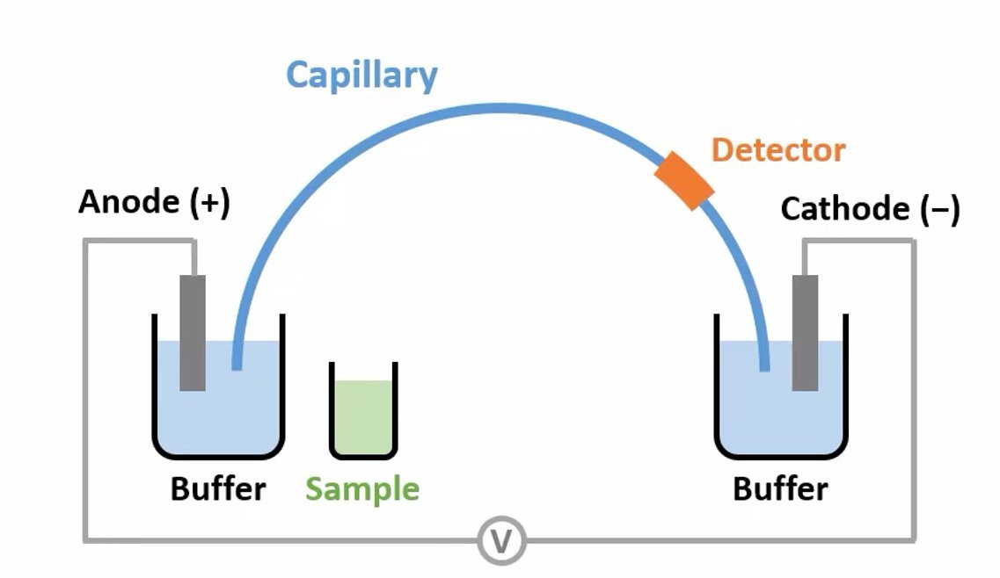 Capillary
Detector
Anode (+)
Cathode (–)
Buffer
Sample
Buffer
V